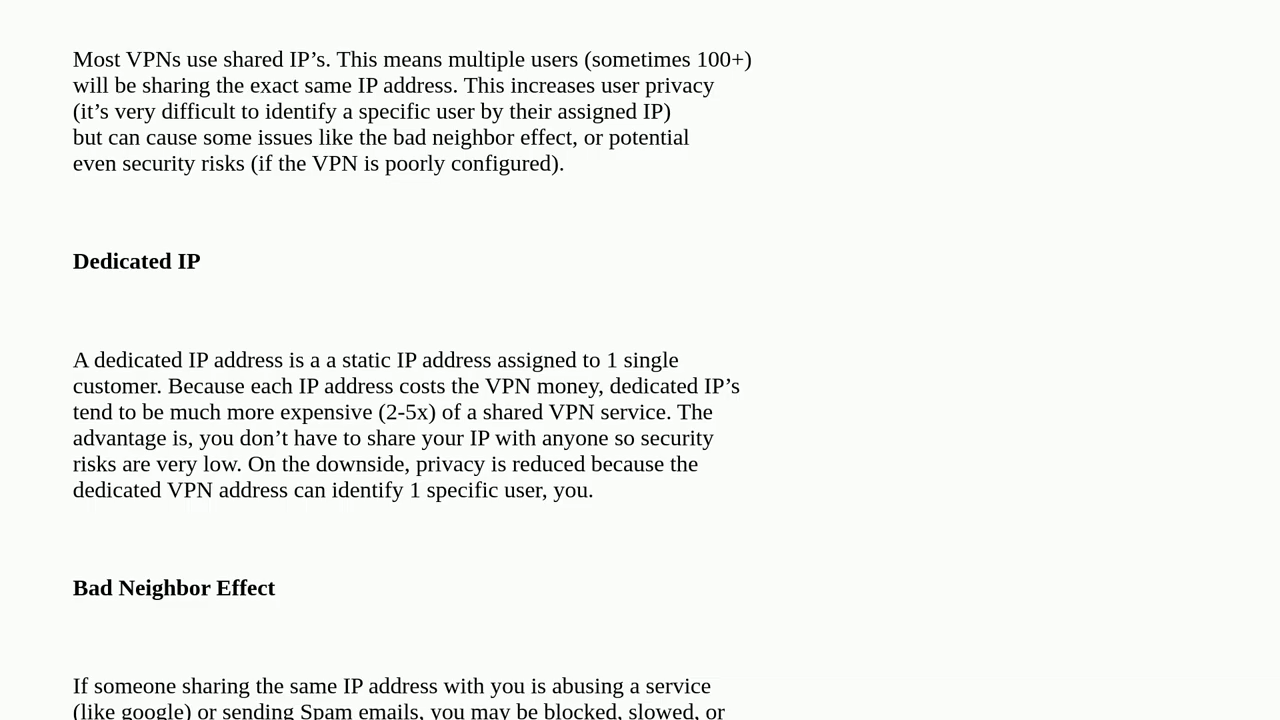 Most VPNs use shared IP’s. This means multiple users (sometimes 100+)
will be sharing the exact same IP address. This increases user privacy
(it’s very difficult to identify a specific user by their assigned IP)
but can cause some issues like the bad neighbor effect, or potential
even security risks (if the VPN is poorly configured).
Dedicated IP
A dedicated IP address is a a static IP address assigned to 1 single
customer. Because each IP address costs the VPN money, dedicated IP’s
tend to be much more expensive (2-5x) of a shared VPN service. The
advantage is, you don’t have to share your IP with anyone so security
risks are very low. On the downside, privacy is reduced because the
dedicated VPN address can identify 1 specific user, you.
Bad Neighbor Effect
If someone sharing the same IP address with you is abusing a service
(like google) or sending Spam emails, you may be blocked, slowed, or